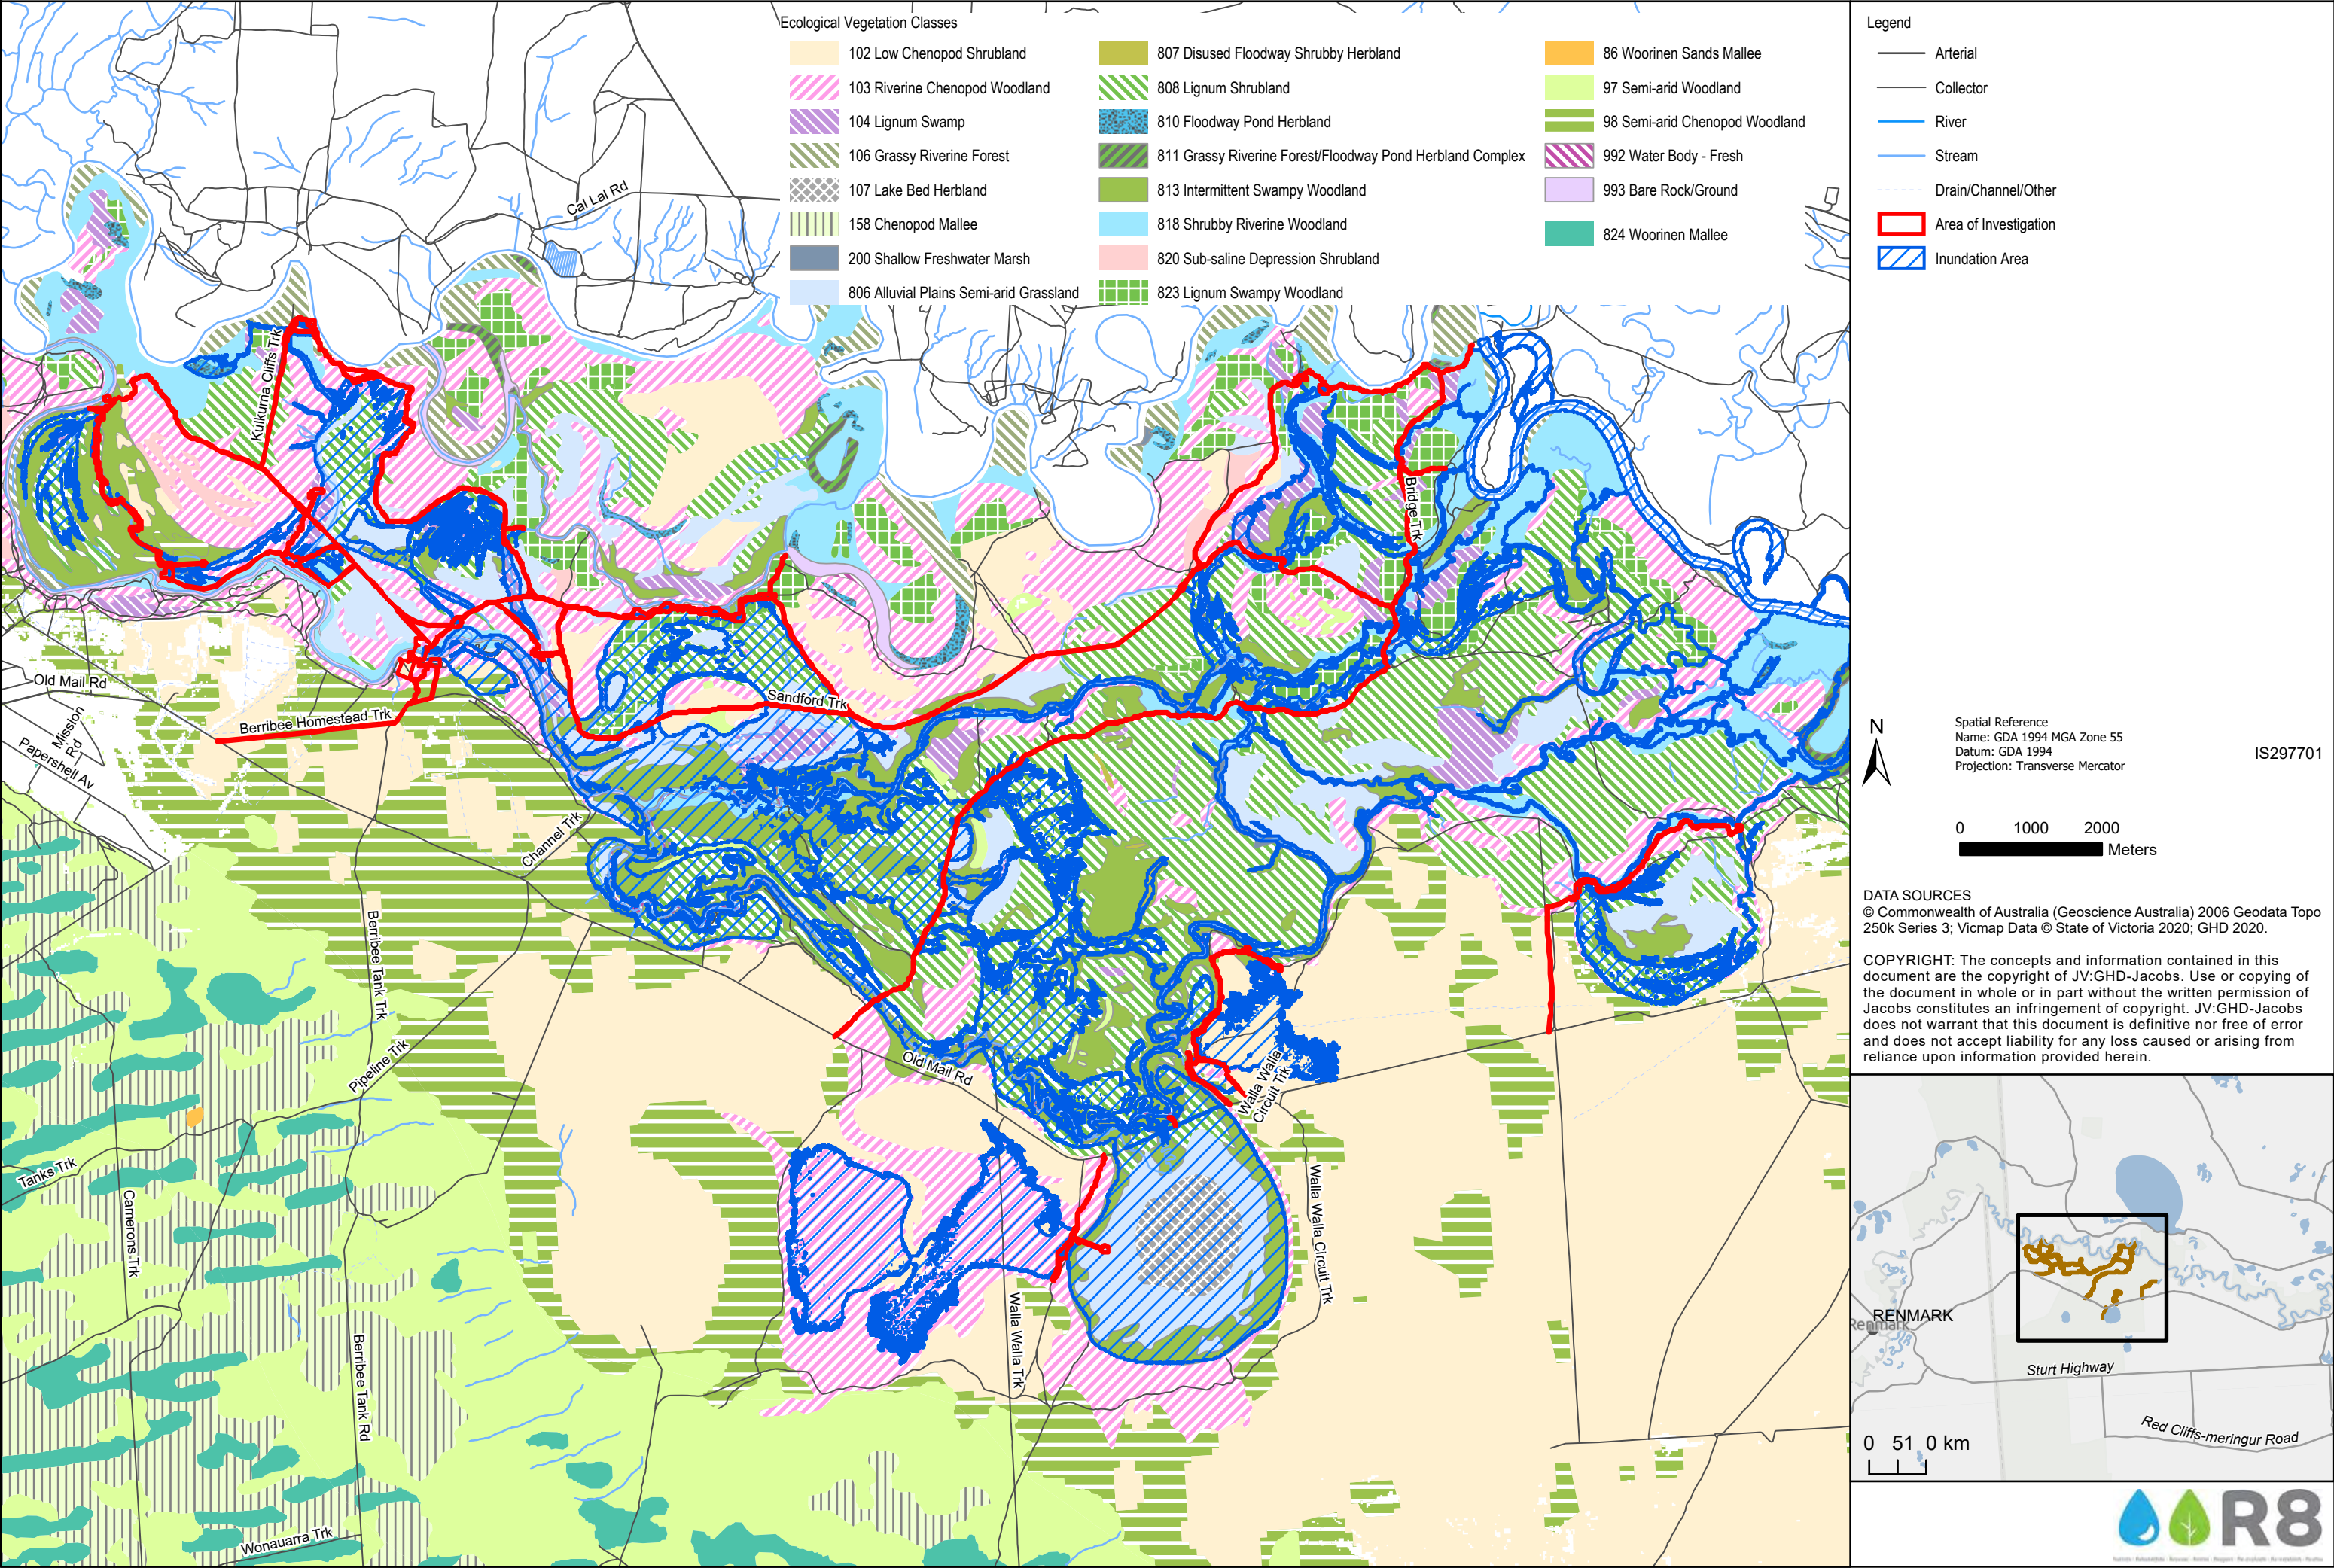 Ecological Vegetation Classes
102 Low Chenopod Shrubland
103 Riverine Chenopod Woodland
104 Lignum Swamp
106 Grassy Riverine Forest
107 Lake Bed Herbland
158 Chenopod Mallee
200 Shallow Freshwater Marsh
806 Alluvial Plains Semi-arid Grassland
807 Disused Floodway Shrubby Herbland
808 Lignum Shrubland
810 Floodway Pond Herbland
811 Grassy Riverine Forest/Floodway Pond Herbland Complex
813 Intermittent Swampy Woodland
818 Shrubby Riverine Woodland
820 Sub-saline Depression Shrubland
823 Lignum Swampy Woodland
86 Woorinen Sands Mallee
97 Semi-arid Woodland
98 Semi-arid Chenopod Woodland
992 Water Body - Fresh
993 Bare Rock/Ground
824 Woorinen Mallee
Cal Lal Rd
Kulkurna Cliffs Trk
Bridge Trk
Old Mail Rd
Mission
Rd
Papershell Av
Berribee Homestead Trk
Sandford Trk
Channel Trk
Berribee Tank Trk
Pipeline Trk
Old Mail Rd
Walla Walla
Circuit Trk
Tanks Trk
Camerons Trk
Walla Walla Circuit Trk
Walla Walla Trk
Berribee Tank Rd
Wonauarra Trk
Legend
Arterial
Collector
River
Stream
Drain/Channel/Other
Area of Investigation
Inundation Area
N
Spatial Reference
Name: GDA 1994 MGA Zone 55
Datum: GDA 1994
Projection: Transverse Mercator
IS297701
0 1000 2000
Meters
DATA SOURCES
© Commonwealth of Australia (Geoscience Australia) 2006 Geodata Topo
250k Series 3; Vicmap Data © State of Victoria 2020; GHD 2020.
COPYRIGHT: The concepts and information contained in this
document are the copyright of JV:GHD-Jacobs. Use or copying of
the document in whole or in part without the written permission of
Jacobs constitutes an infringement of copyright. JV:GHD-Jacobs
does not warrant that this document is definitive nor free of error
and does not accept liability for any loss caused or arising from
reliance upon information provided herein.
RENMARK
Renmark
Sturt Highway
Red Cliffs-meringur Road
0 51 0 km
R8